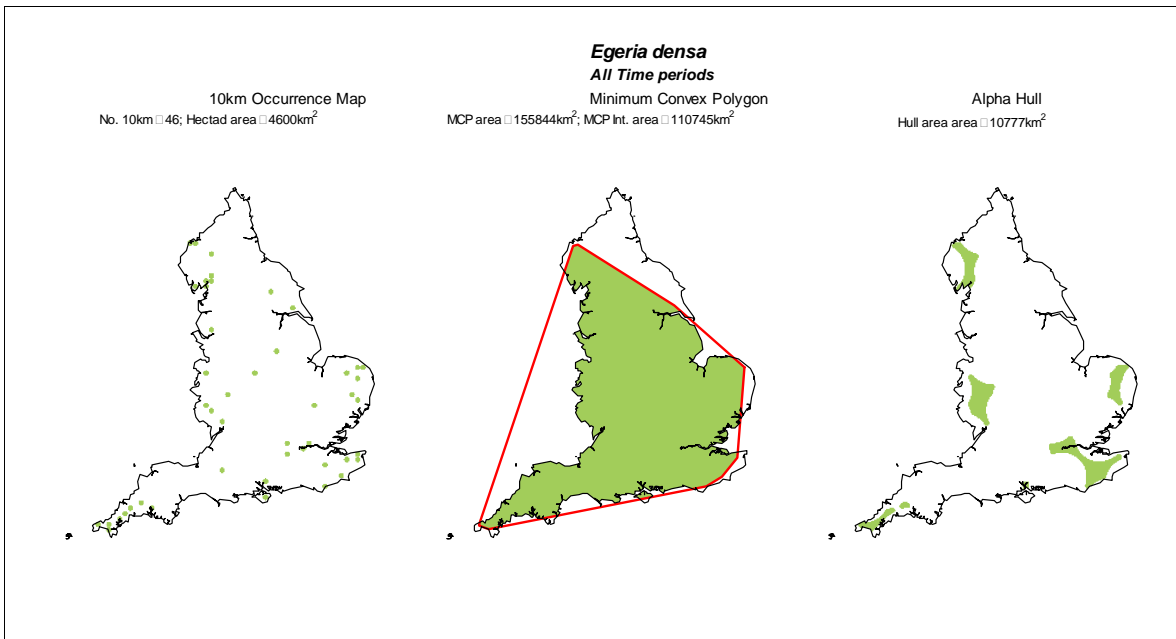 Egeria densa
All Time periods
10km Occurrence Map
No. 10km □ 46; Hectad area □ 4600km²
Minimum Convex Polygon
MCP area □ 155844km²; MCP Int. area □ 110745km²
Alpha Hull
Hull area area □ 10777km²